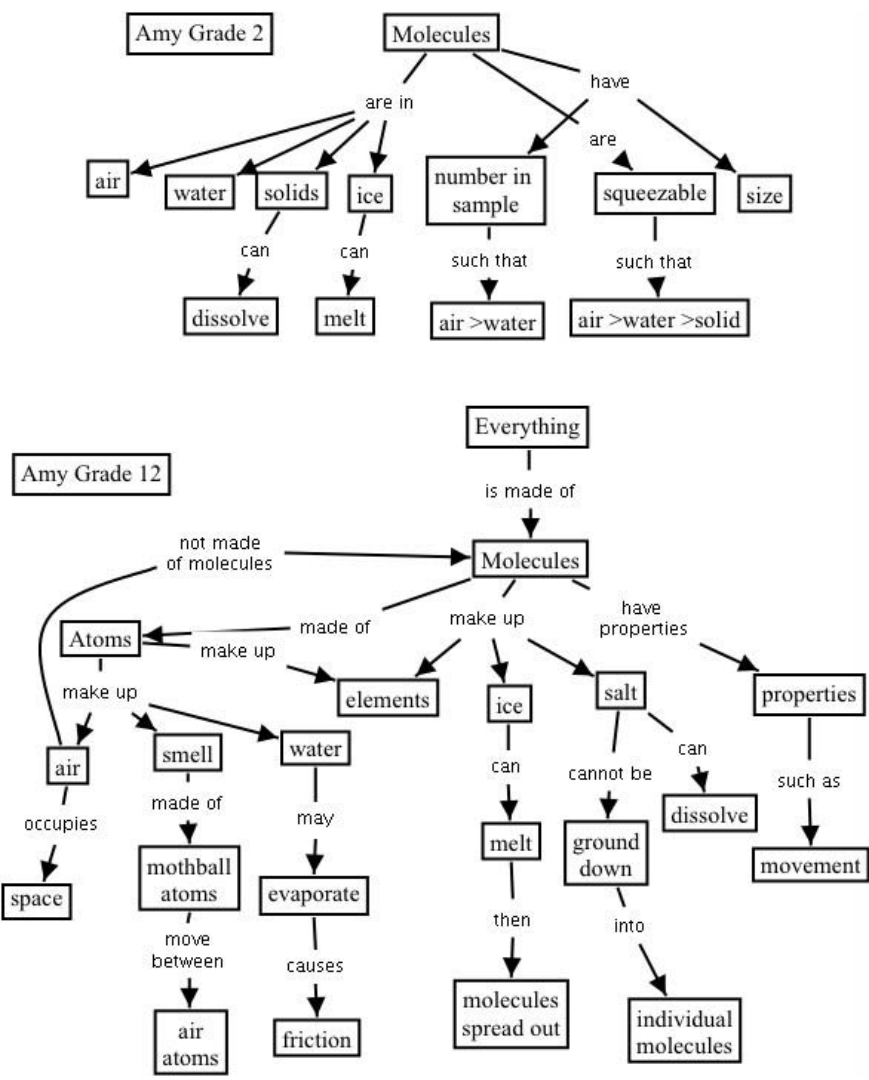 Amy Grade 2
Molecules
have
are in
are
air
water
solids
ice
number in
sample
squeezable
size
can
can
such that
such that
dissolve
melt
air >water
air >water >solid
Everything
Amy Grade 12
is made of
not made
of molecules
Molecules
Atoms
made of
make up
make up
have
properties
make up
elements
ice
salt
properties
air
smell
water
can
cannot be
can
such as
occupies
made of
may
dissolve
space
mothball
atoms
evaporate
melt
ground
down
movement
move
between
causes
then
into
air
atoms
friction
molecules
spread out
individual
molecules